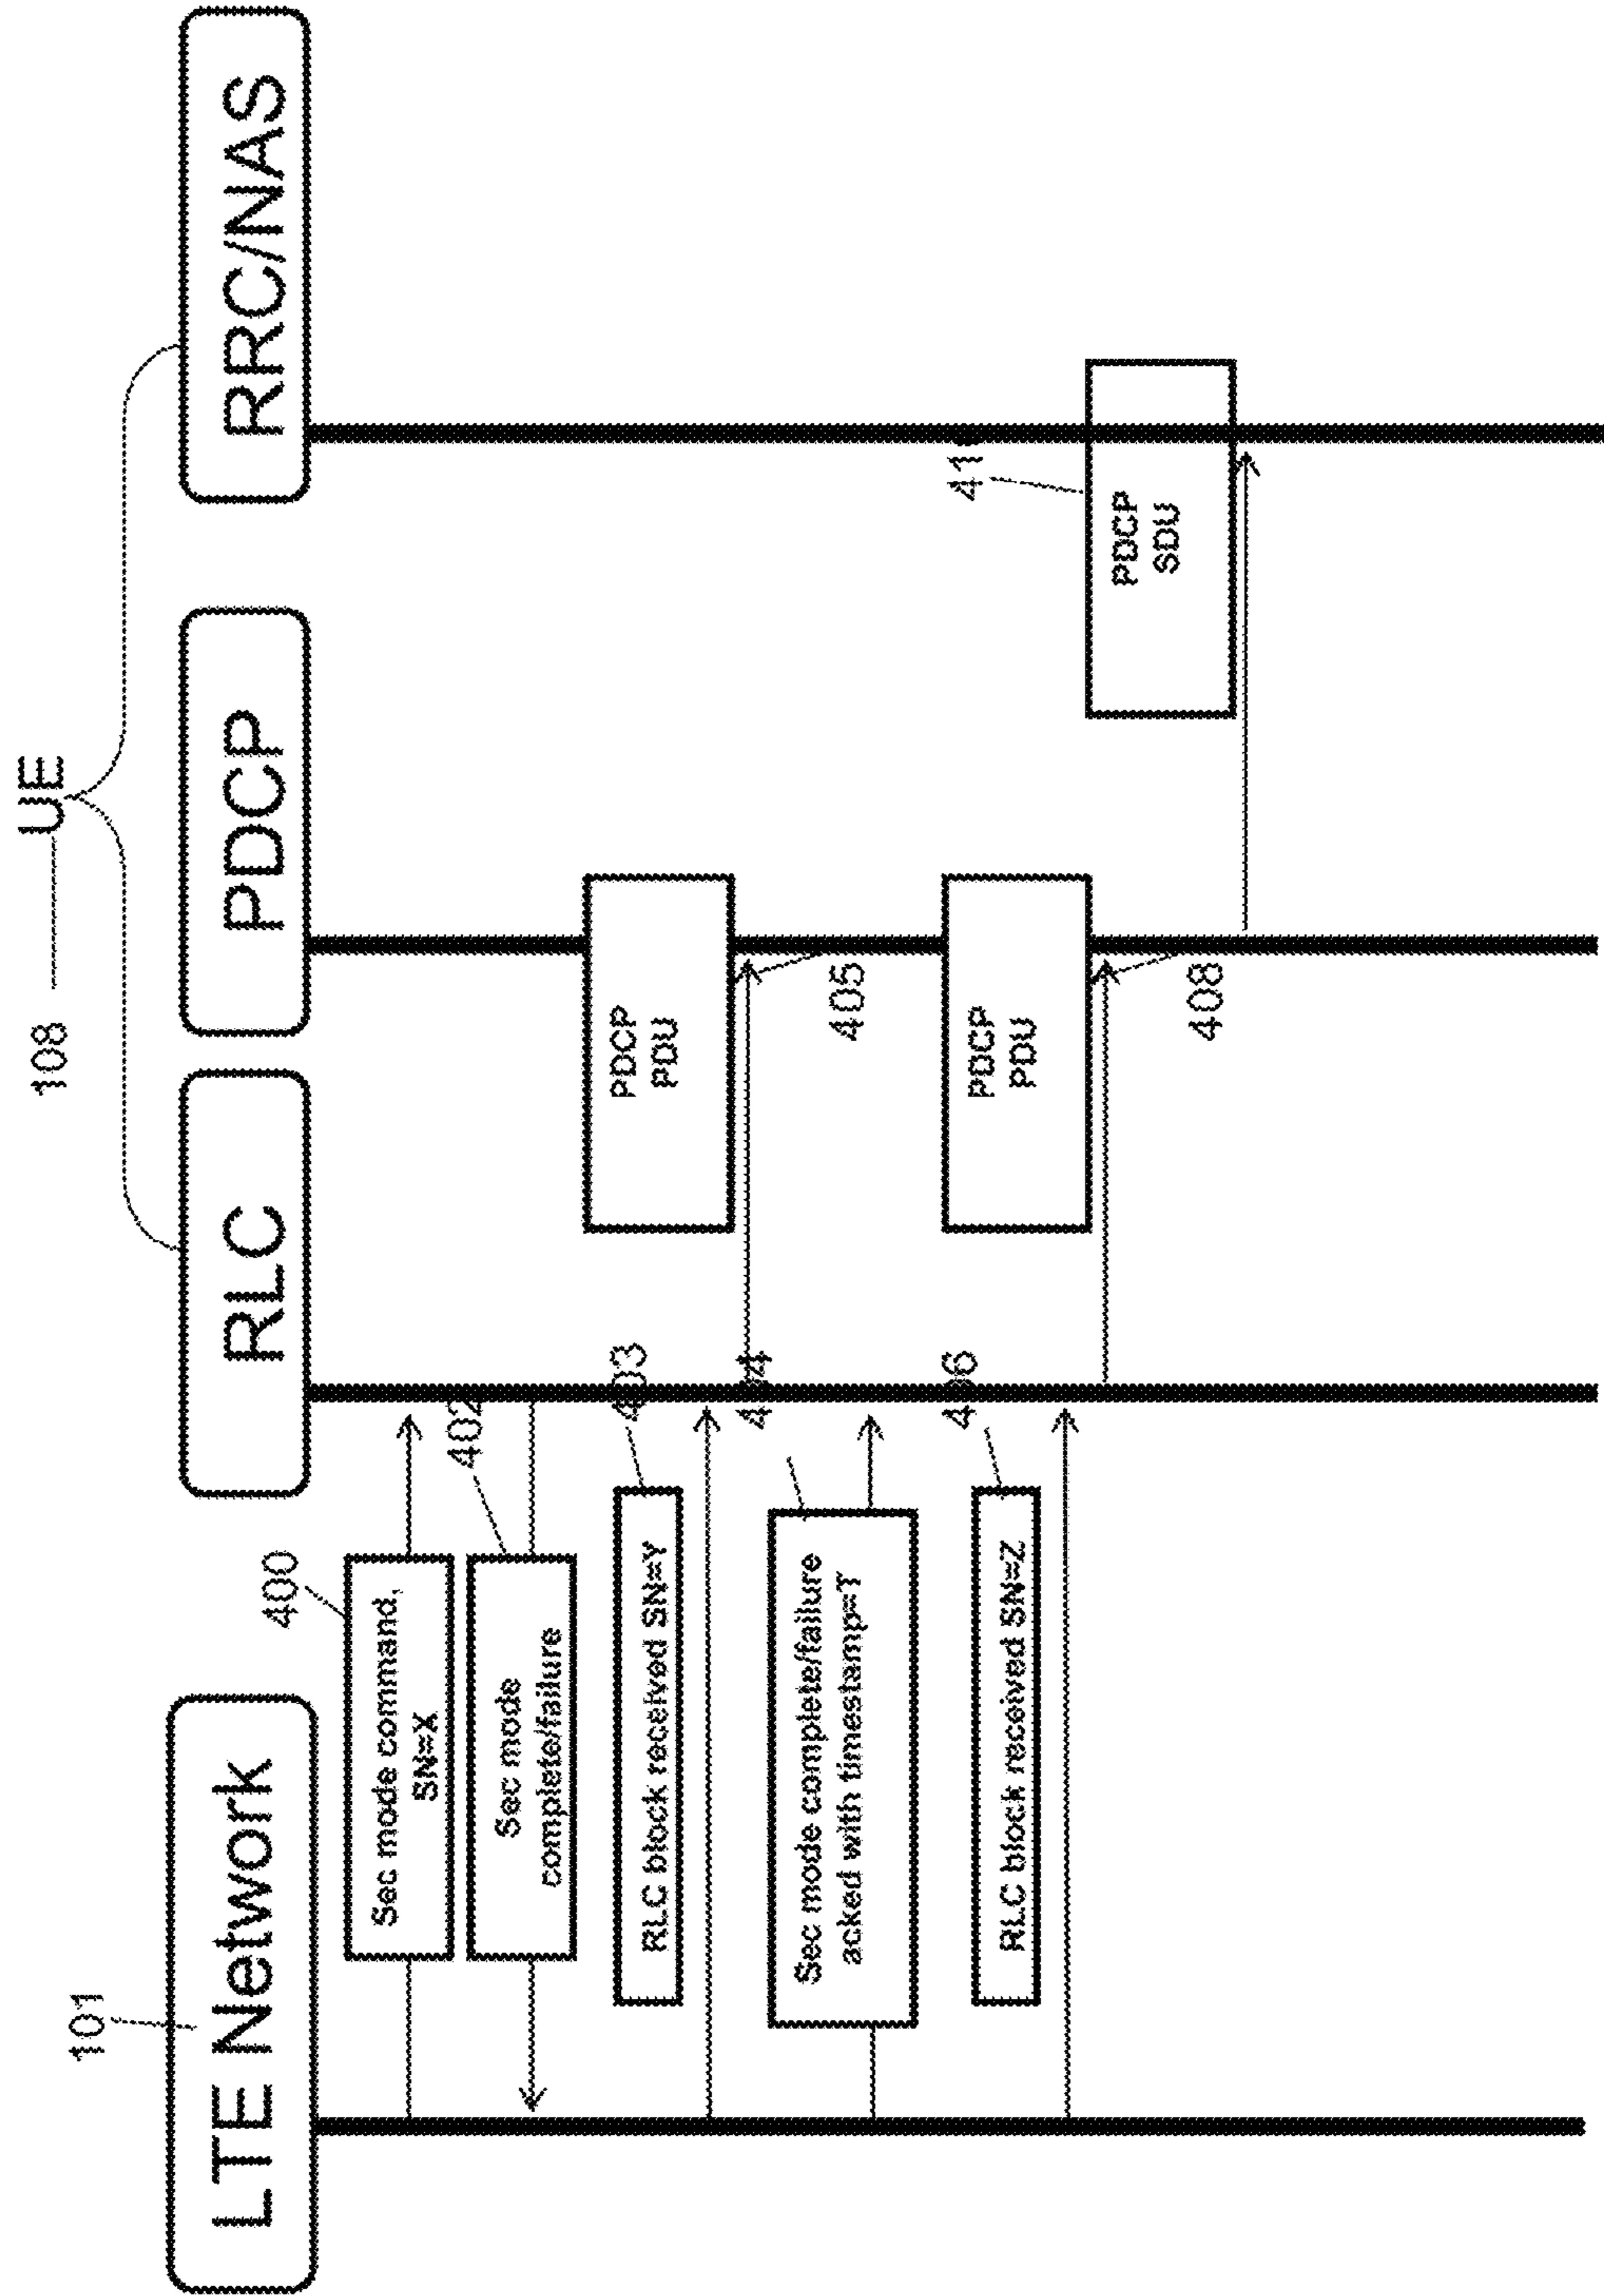 108 UE
101
LTE Network
RLC
PDCP
RRC/NAS
400
Sec mode command,
SN=X
402
Sec mode
complete/failure
403
RLC block received SN=Y
PDCP
PDU
405
404
Sec mode complete/failure
acked with timestamp=T
406
RLC block received SN=Z
PDCP
PDU
408
PDCP
SDU